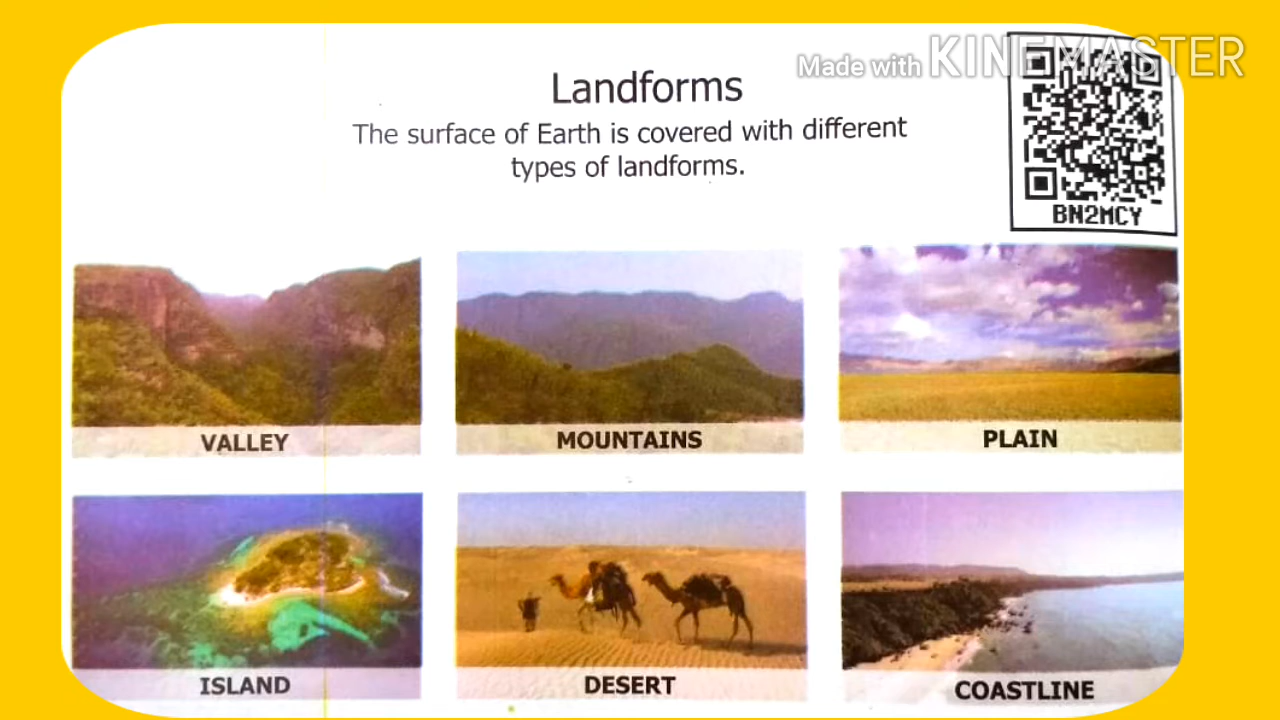 Made with KINEMASTER
Landforms
The surface of Earth is covered with different
types of landforms.
BN2MCY
VALLEY
MOUNTAINS
PLAIN
ISLAND
DESERT
COASTLINE